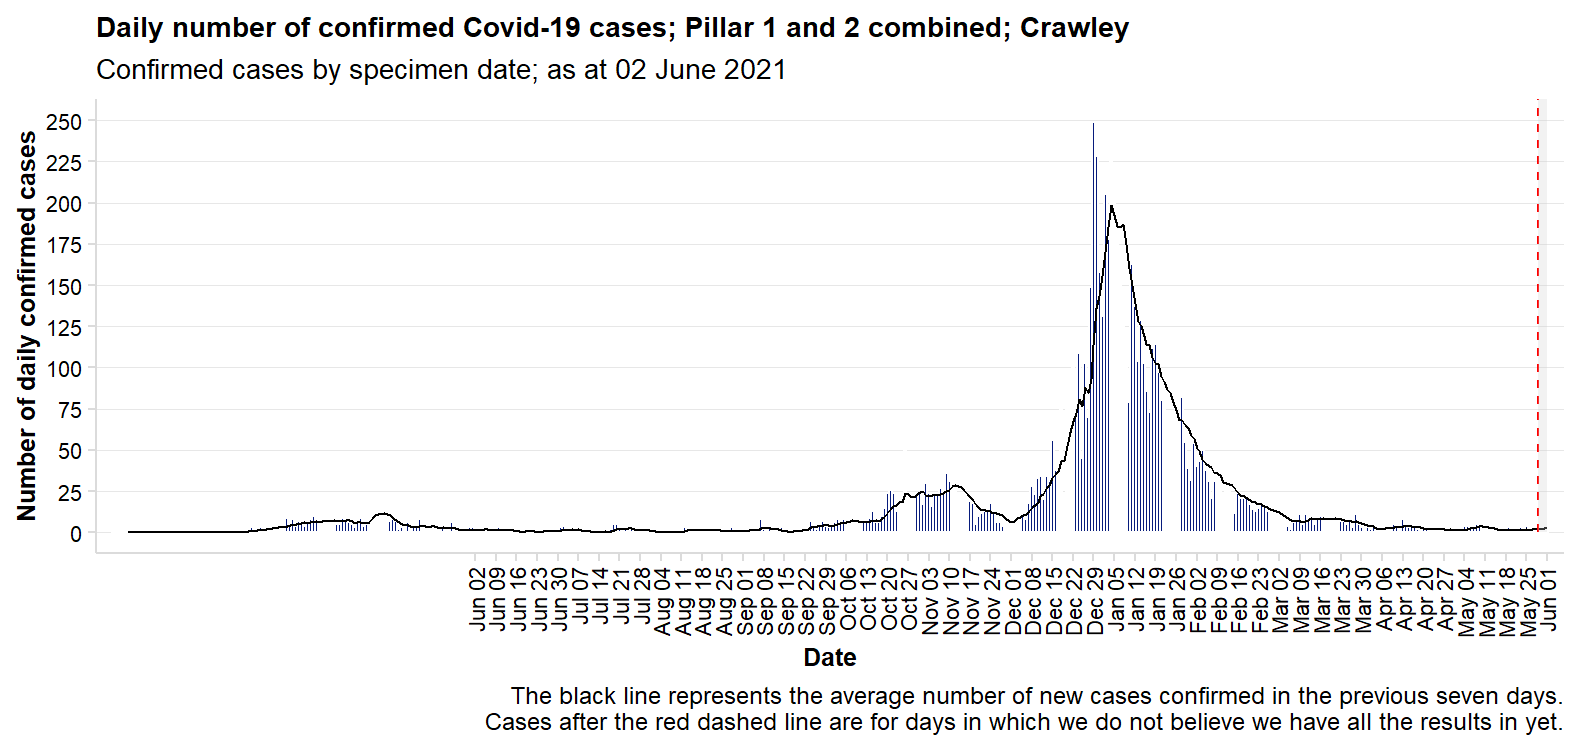 Daily number of confirmed Covid-19 cases; Pillar 1 and 2 combined; Crawley
Confirmed cases by specimen date; as at 02 June 2021
Number of daily confirmed cases
250
225
200
175
150
125
100
75
50
25
0
Jun 02
Jun 09
Jun 16
Jun 23
Jun 30
Jul 07
Jul 14
Jul 21
Jul 28
Aug 04
Aug 11
Aug 18
Aug 25
Sep 01
Sep 08
Sep 15
Sep 22
Sep 29
Oct 06
Oct 13
Oct 20
Oct 27
Nov 03
Nov 10
Nov 17
Nov 24
Dec 01
Dec 08
Dec 15
Dec 22
Dec 29
Jan 05
Jan 12
Jan 19
Jan 26
Feb 02
Feb 09
Feb 16
Feb 23
Mar 02
Mar 09
Mar 16
Mar 23
Mar 30
Apr 06
Apr 13
Apr 20
Apr 27
May 04
May 11
May 18
May 25
Jun 01
Date
The black line represents the average number of new cases confirmed in the previous seven days.
Cases after the red dashed line are for days in which we do not believe we have all the results in yet.